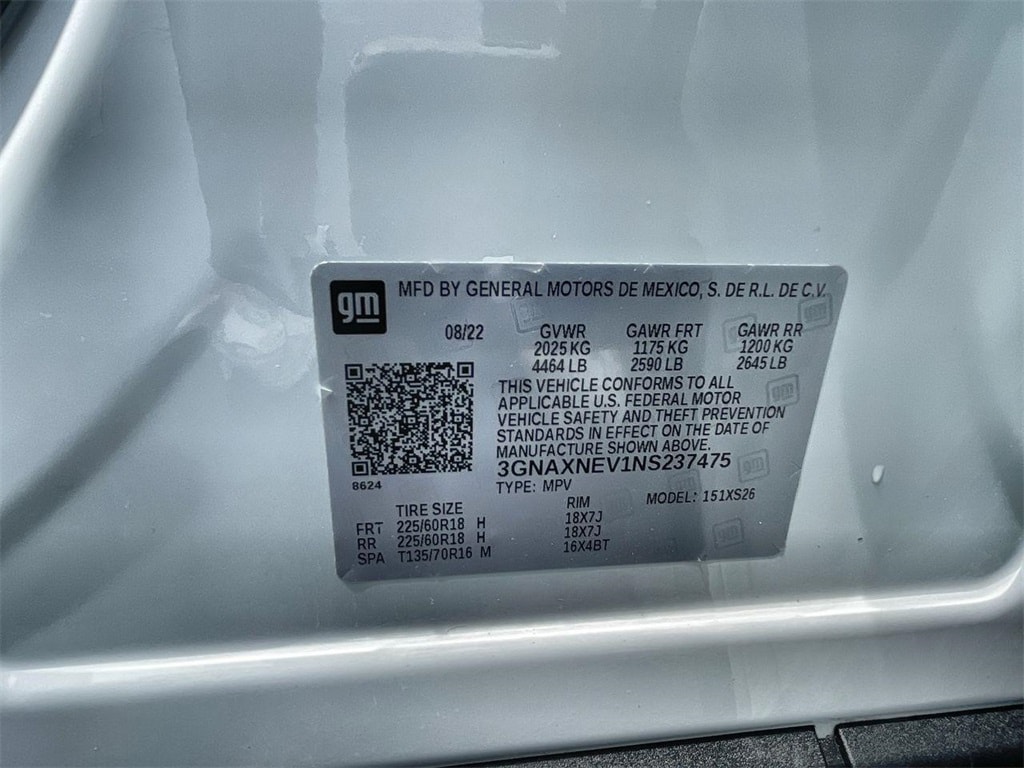 gm
MFD BY GENERAL MOTORS DE MEXICO, S. DE R.L. DE C.V.
08/22 GVWR GAWR FRT GAWR RR
2025 KG 1175 KG 1200 KG
4464 LB 2590 LB 2645 LB
THIS VEHICLE CONFORMS TO ALL
APPLICABLE U.S. FEDERAL MOTOR
VEHICLE SAFETY AND THEFT PREVENTION
STANDARDS IN EFFECT ON THE DATE OF
MANUFACTURE SHOWN ABOVE.
3GNAXNEV1NS237475
8624
TYPE: MPV MODEL: 151XS26
TIRE SIZE RIM
FRT 225/60R18 H 18X7J
RR 225/60R18 H 18X7J
SPA T135/70R16 M 16X4BT